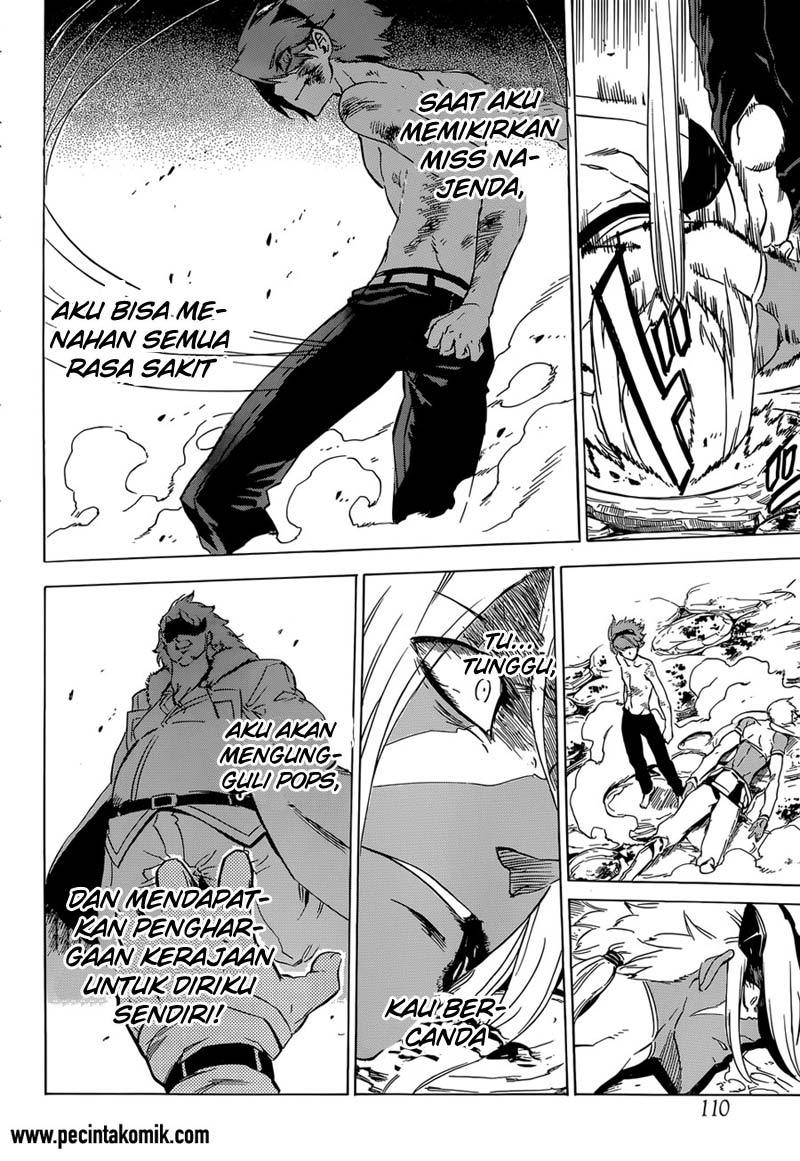 SAAT AKU
MEMIKIRKAN
MISS NA-
JENDA,
AKU BISA ME-
NAHAN SEMUA
RASA SAKIT
TU...
TUNGGU,
KAU BER-
CANDA
AKU AKAN
MENGUNG-
GULI POPS,
DAN MENDAPAT-
KAN PENGHAR-
GAAN KERAJAAN
UNTUK DIRIKU
SENDIRI!
110
www.pecintakomik.com